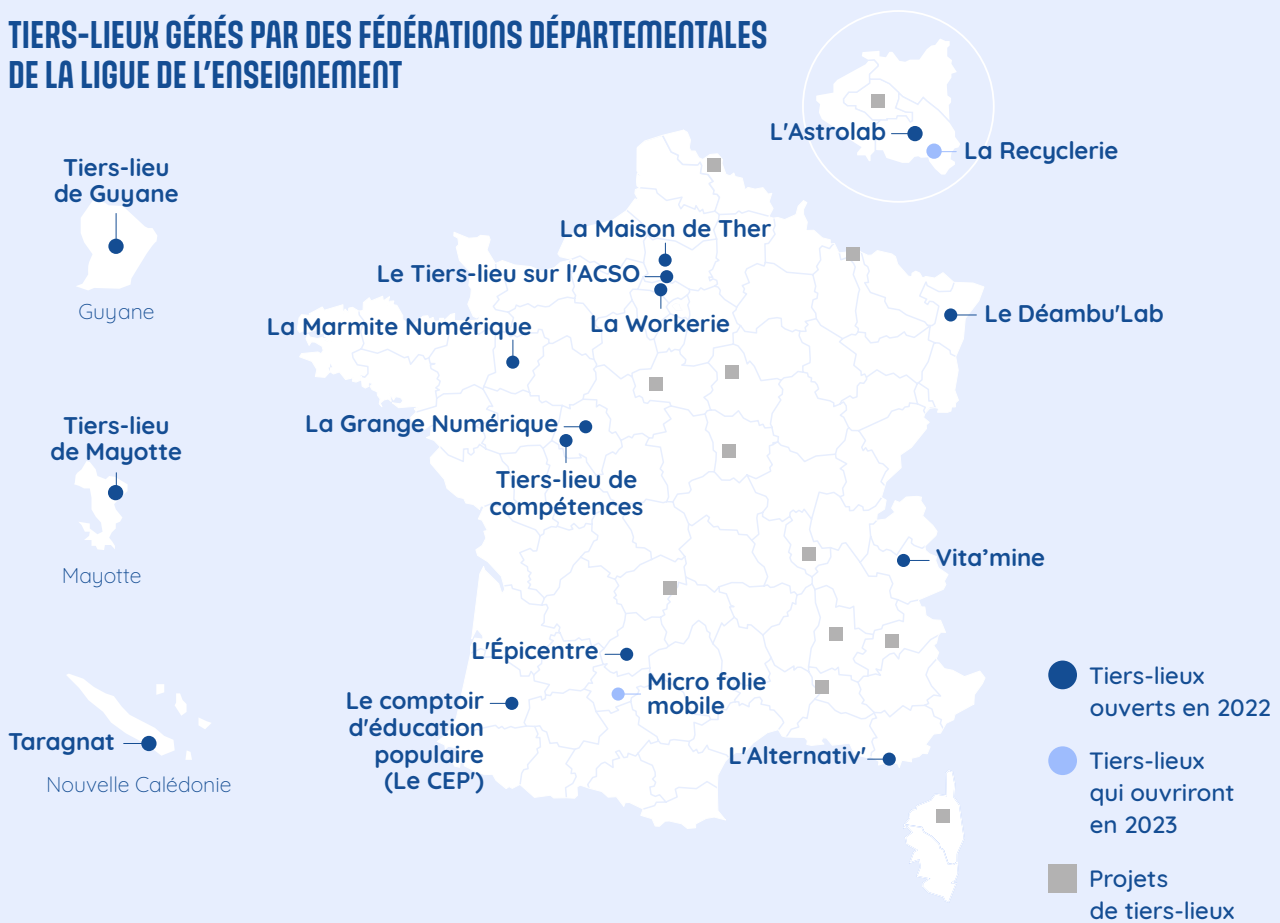 TIERS-LIEUX GÉRÉS PAR DES FÉDÉRATIONS DÉPARTEMENTALES
DE LA LIGUE DE L'ENSEIGNEMENT
L'Astrolab
La Recyclerie
Tiers-lieu
de Guyane
Guyane
La Maison de Ther
Le Tiers-lieu sur l'ACSO
La Workerie
La Marmite Numérique
Le Déambu'Lab
La Grange Numérique
Tiers-lieu de
compétences
Tiers-lieu
de Mayotte
Mayotte
Vita’mine
L'Épicentre
Micro folie
mobile
Le comptoir
d'éducation
populaire
(Le CEP')
L'Alternativ'
Taragnat
Nouvelle Calédonie
Tiers-lieux
ouverts en 2022
Tiers-lieux
qui ouvriront
en 2023
Projets
de tiers-lieux